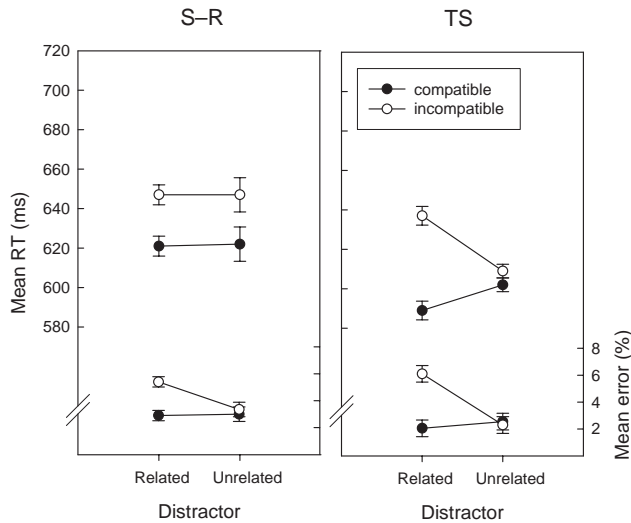 S–R
TS
Mean RT (ms)
720
700
680
660
640
620
600
580
compatible
incompatible
8
6
4
2
Mean error (%)
Related
Unrelated
Related
Unrelated
Distractor
Distractor